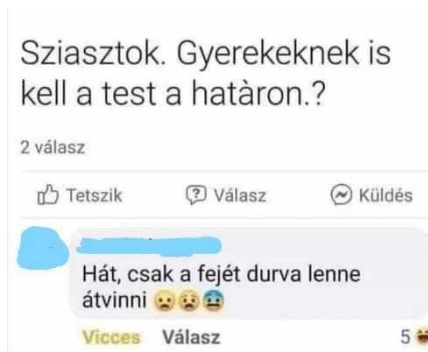 Sziasztok. Gyerekeknek is
kell a test a hatàron.?
2 válasz
Tetszik Válasz Küldés
Hát, csak a fejét durva lenne
átvinni 😦😧😨
Vicces Válasz 5